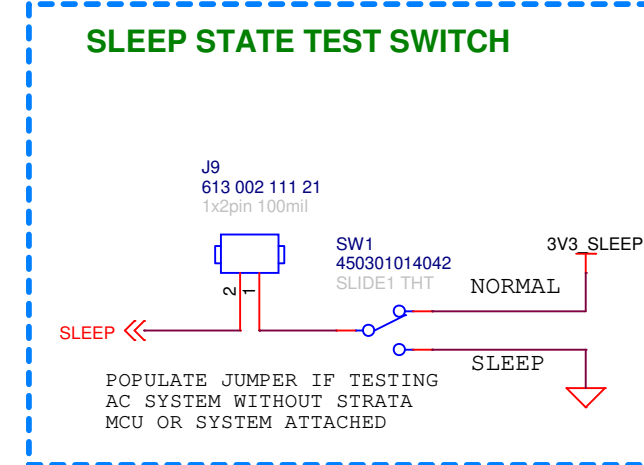 SLEEP STATE TEST SWITCH
J9
613 002 111 21
1x2pin 100mil
SW1
450301014042
SLIDE1 THT
3V3_SLEEP
NORMAL
2
1
SLEEP
SLEEP
POPULATE JUMPER IF TESTING
AC SYSTEM WITHOUT STRATA
MCU OR SYSTEM ATTACHED